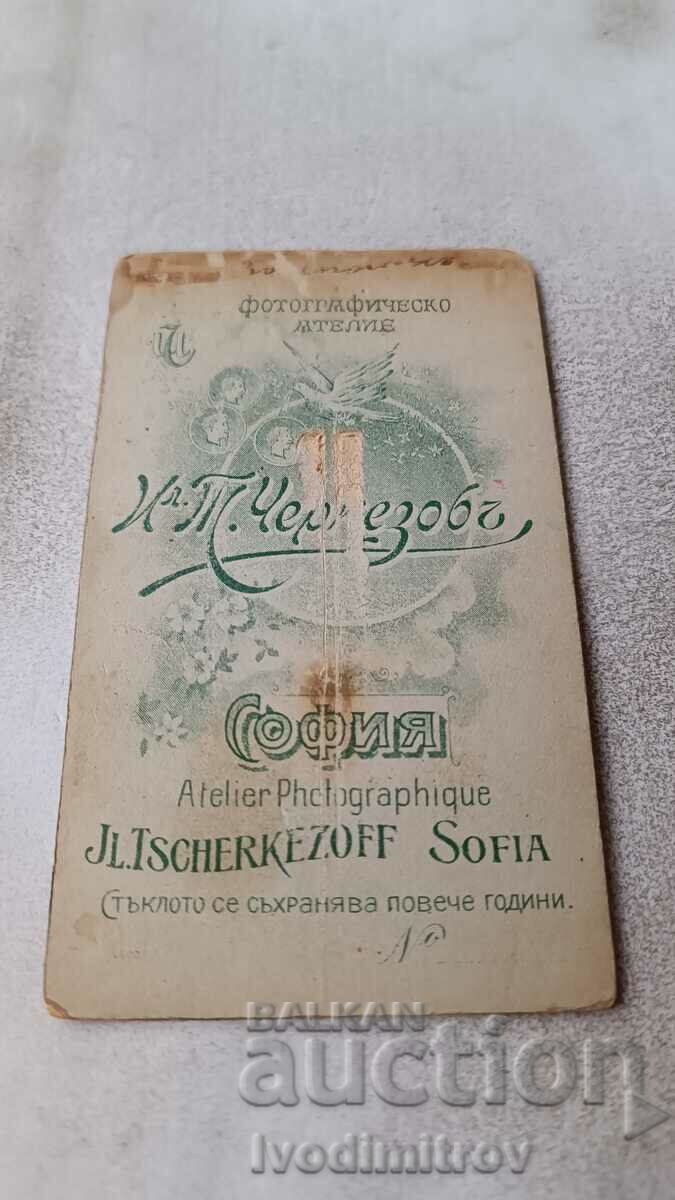 ФОТОГРАФИЧЕСКО
АТЕЛИЕ
Ил. Т. Черкезовъ
СОФИЯ
Atelier Photographique
JL. TSCHERKEZOFF SOFIA
Стъклото се съхранява повече години.
No
BALKAN
auction
Ivodimitrov